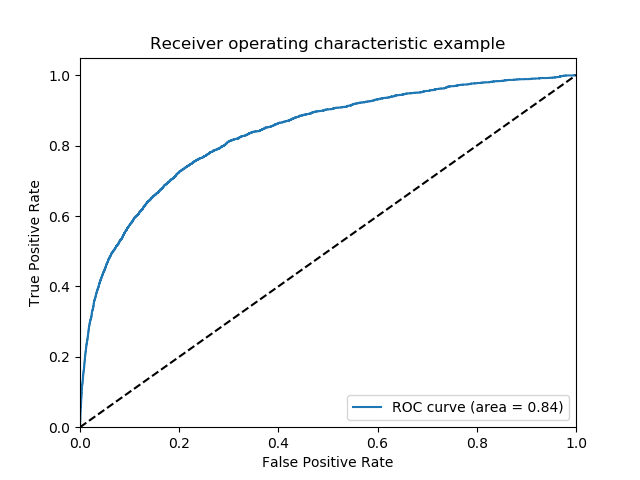 Receiver operating characteristic example
1.0
0.8
0.6
0.4
0.2
0.0
True Positive Rate
ROC curve (area = 0.84)
0.0 0.2 0.4 0.6 0.8 1.0
False Positive Rate